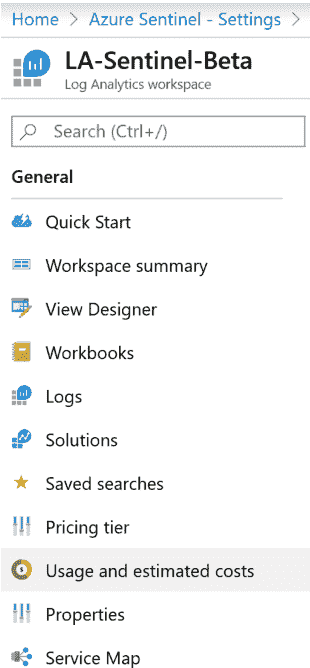 Home > Azure Sentinel - Settings >
LA-Sentinel-Beta
Log Analytics workspace
Search (Ctrl+/)
General
Quick Start
Workspace summary
View Designer
Workbooks
Logs
Solutions
Saved searches
Pricing tier
Usage and estimated costs
Properties
Service Map